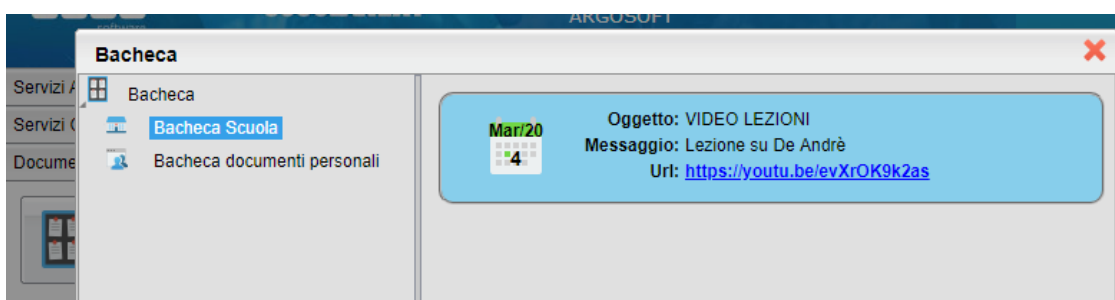 software
ARGOSOFT
Bacheca
Servizi
Bacheca
Servizi
Bacheca Scuola
Docume
Bacheca documenti personali
Mar/20
4
Oggetto: VIDEO LEZIONI
Messaggio: Lezione su De Andrè
Url: https://youtu.be/evXrOK9k2as